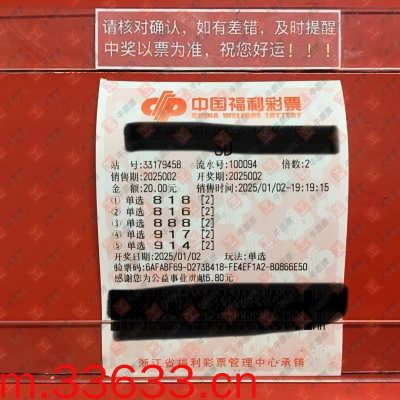 请核对确认，如有差错，及时提醒
中奖以票为准，祝您好运！！！
中国福利彩票
CHINA WELFARE LOTTERY
3D
站 号:33179458 流水号:100094 倍数:2
销售期:2025002 开奖期:2025002
金 额:20.00元 销售时间:2025/01/02-19:19:15
① 单选 818 [2]
② 单选 816 [2]
③ 单选 888 [2]
④ 单选 917 [2]
⑤ 单选 914 [2]
开奖日期:2025/01/02 玩法:单选
验票码:6AFABF69-0273B418-FE4EF1A2-B0866E50
感谢您为公益事业贡献6.80元
浙江省福利彩票管理中心承销
m.33633.cn